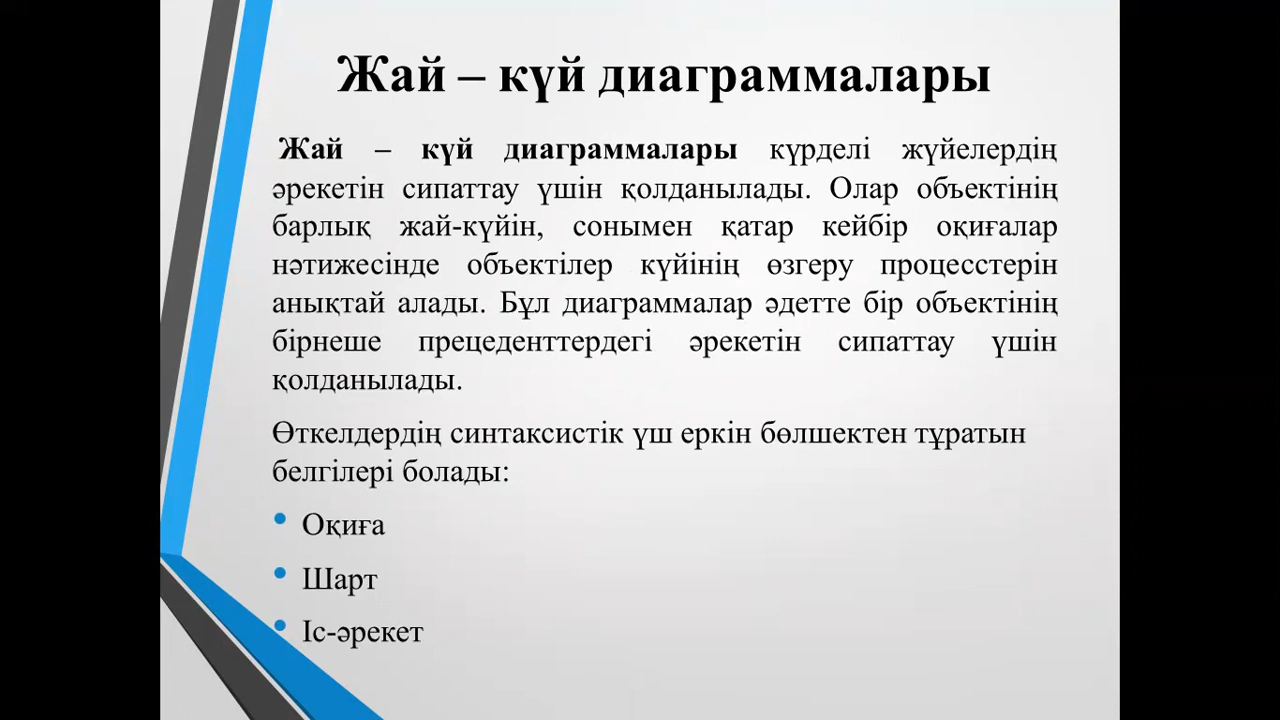 Жай – күй диаграммалары
Жай – күй диаграммалары күрделі жүйелердің
әрекетін сипаттау үшін қолданылады. Олар объектінің
барлық жай-күйін, сонымен қатар кейбір оқиғалар
нәтижесінде объектілер күйінің өзгеру процесстерін
анықтай алады. Бұл диаграммалар әдетте бір объектінің
бірнеше прецеденттердегі әрекетін сипаттау үшін
қолданылады.
Өткелдердің синтаксистік үш еркін бөлшектен тұратын
белгілері болады:
• Оқиға
• Шарт
• Іс-әрекет